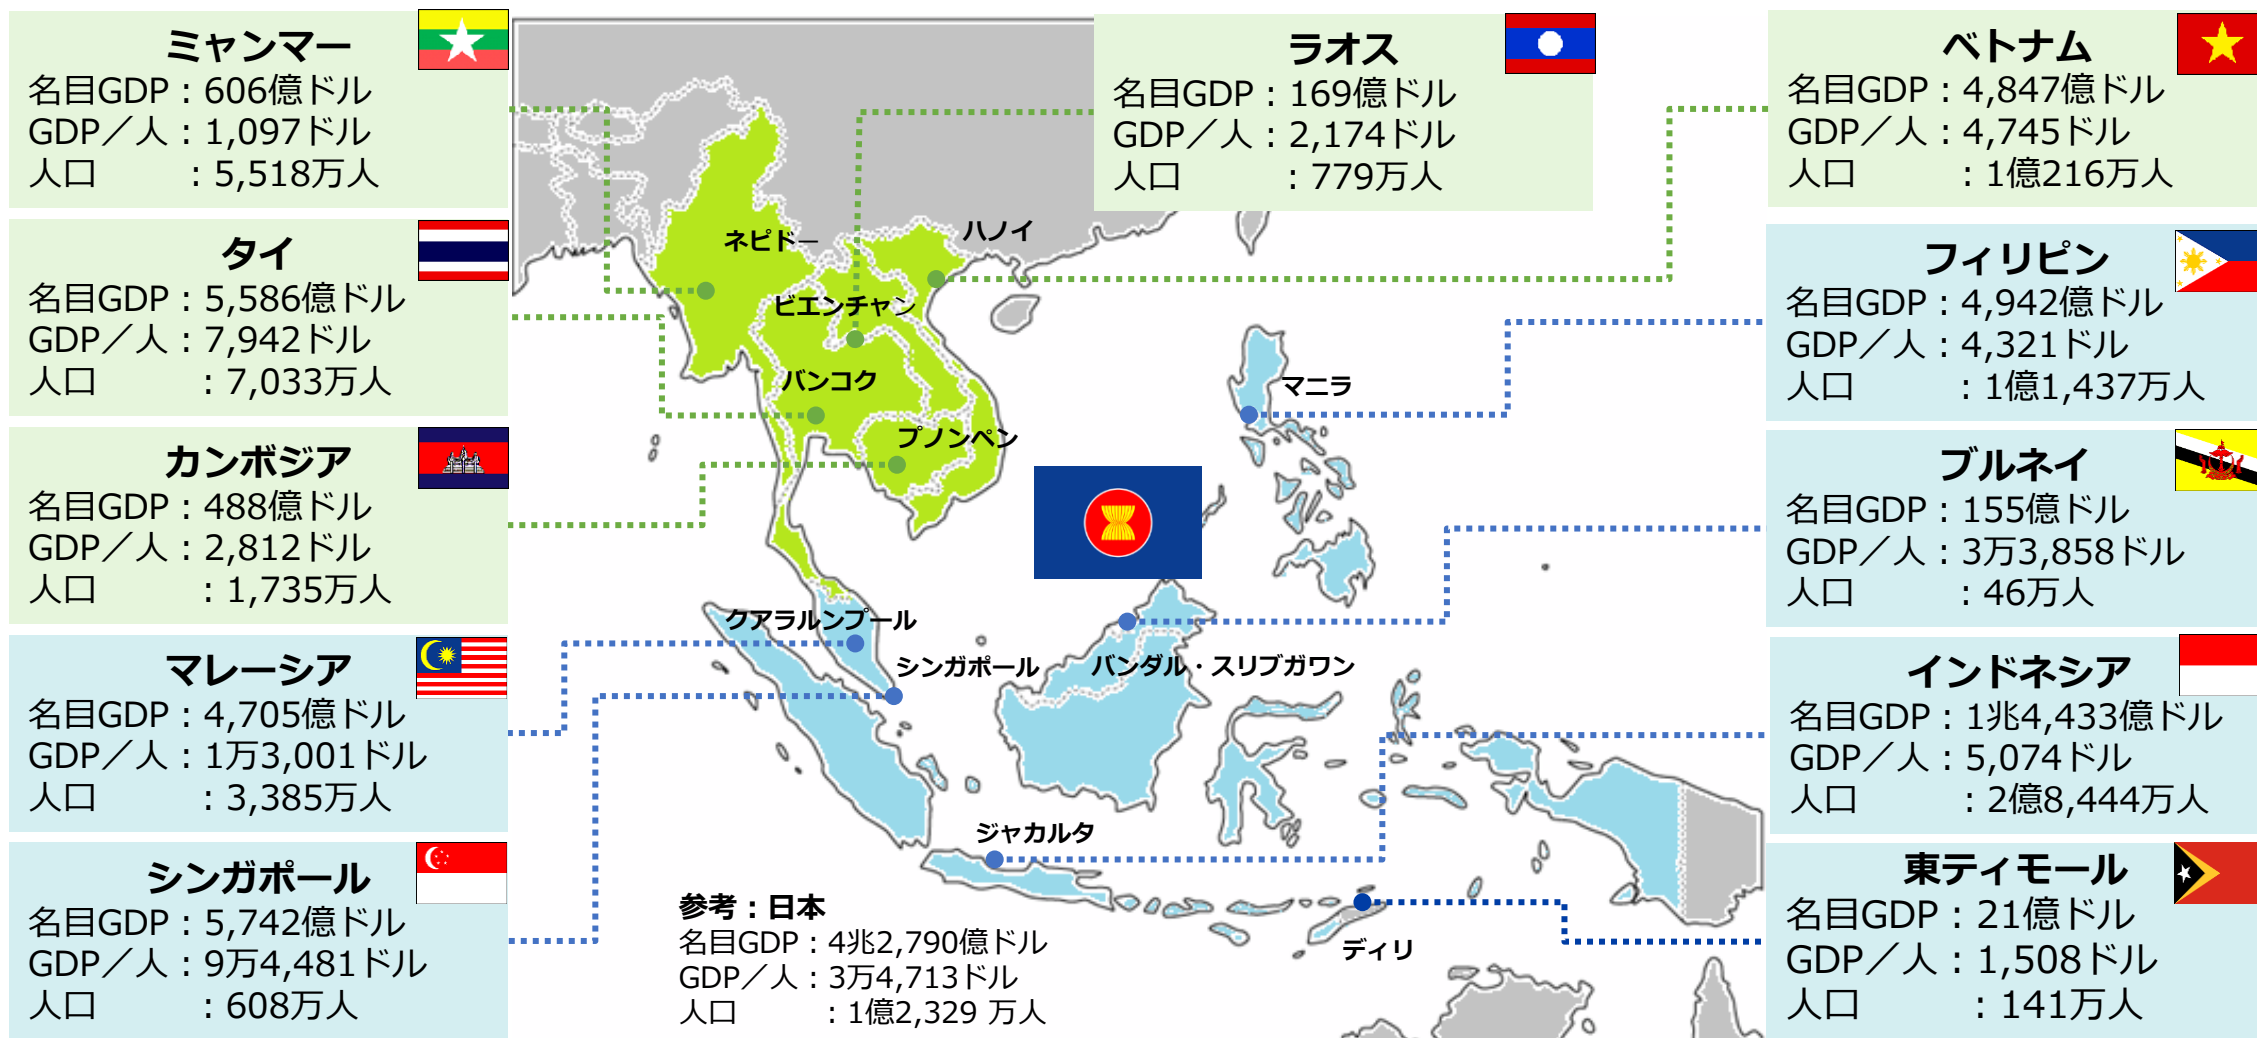 ミャンマー
名目GDP：606億ドル
GDP／人：1,097ドル
人口　　：5,518万人
タイ
名目GDP：5,586億ドル
GDP／人：7,942ドル
人口　　：7,033万人
カンボジア
名目GDP：488億ドル
GDP／人：2,812ドル
人口　　：1,735万人
マレーシア
名目GDP：4,705億ドル
GDP／人：1万3,001ドル
人口　　：3,385万人
シンガポール
名目GDP：5,742億ドル
GDP／人：9万4,481ドル
人口　　：608万人
ラオス
名目GDP：169億ドル
GDP／人：2,174ドル
人口　　：779万人
ネピドー
ハノイ
ビエンチャン
バンコク
プノンペン
マニラ
クアラルンプール
シンガポール
バンダル・スリブガワン
ジャカルタ
ディリ
参考：日本
名目GDP：4兆2,790億ドル
GDP／人：3万4,713ドル
人口　　：1億2,329 万人
ベトナム
名目GDP：4,847億ドル
GDP／人：4,745ドル
人口　　：1億216万人
フィリピン
名目GDP：4,942億ドル
GDP／人：4,321ドル
人口　　：1億1,437万人
ブルネイ
名目GDP：155億ドル
GDP／人：3万3,858ドル
人口　　：46万人
インドネシア
名目GDP：1兆4,433億ドル
GDP／人：5,074ドル
人口　　：2億8,444万人
東ティモール
名目GDP：21億ドル
GDP／人：1,508ドル
人口　　：141万人